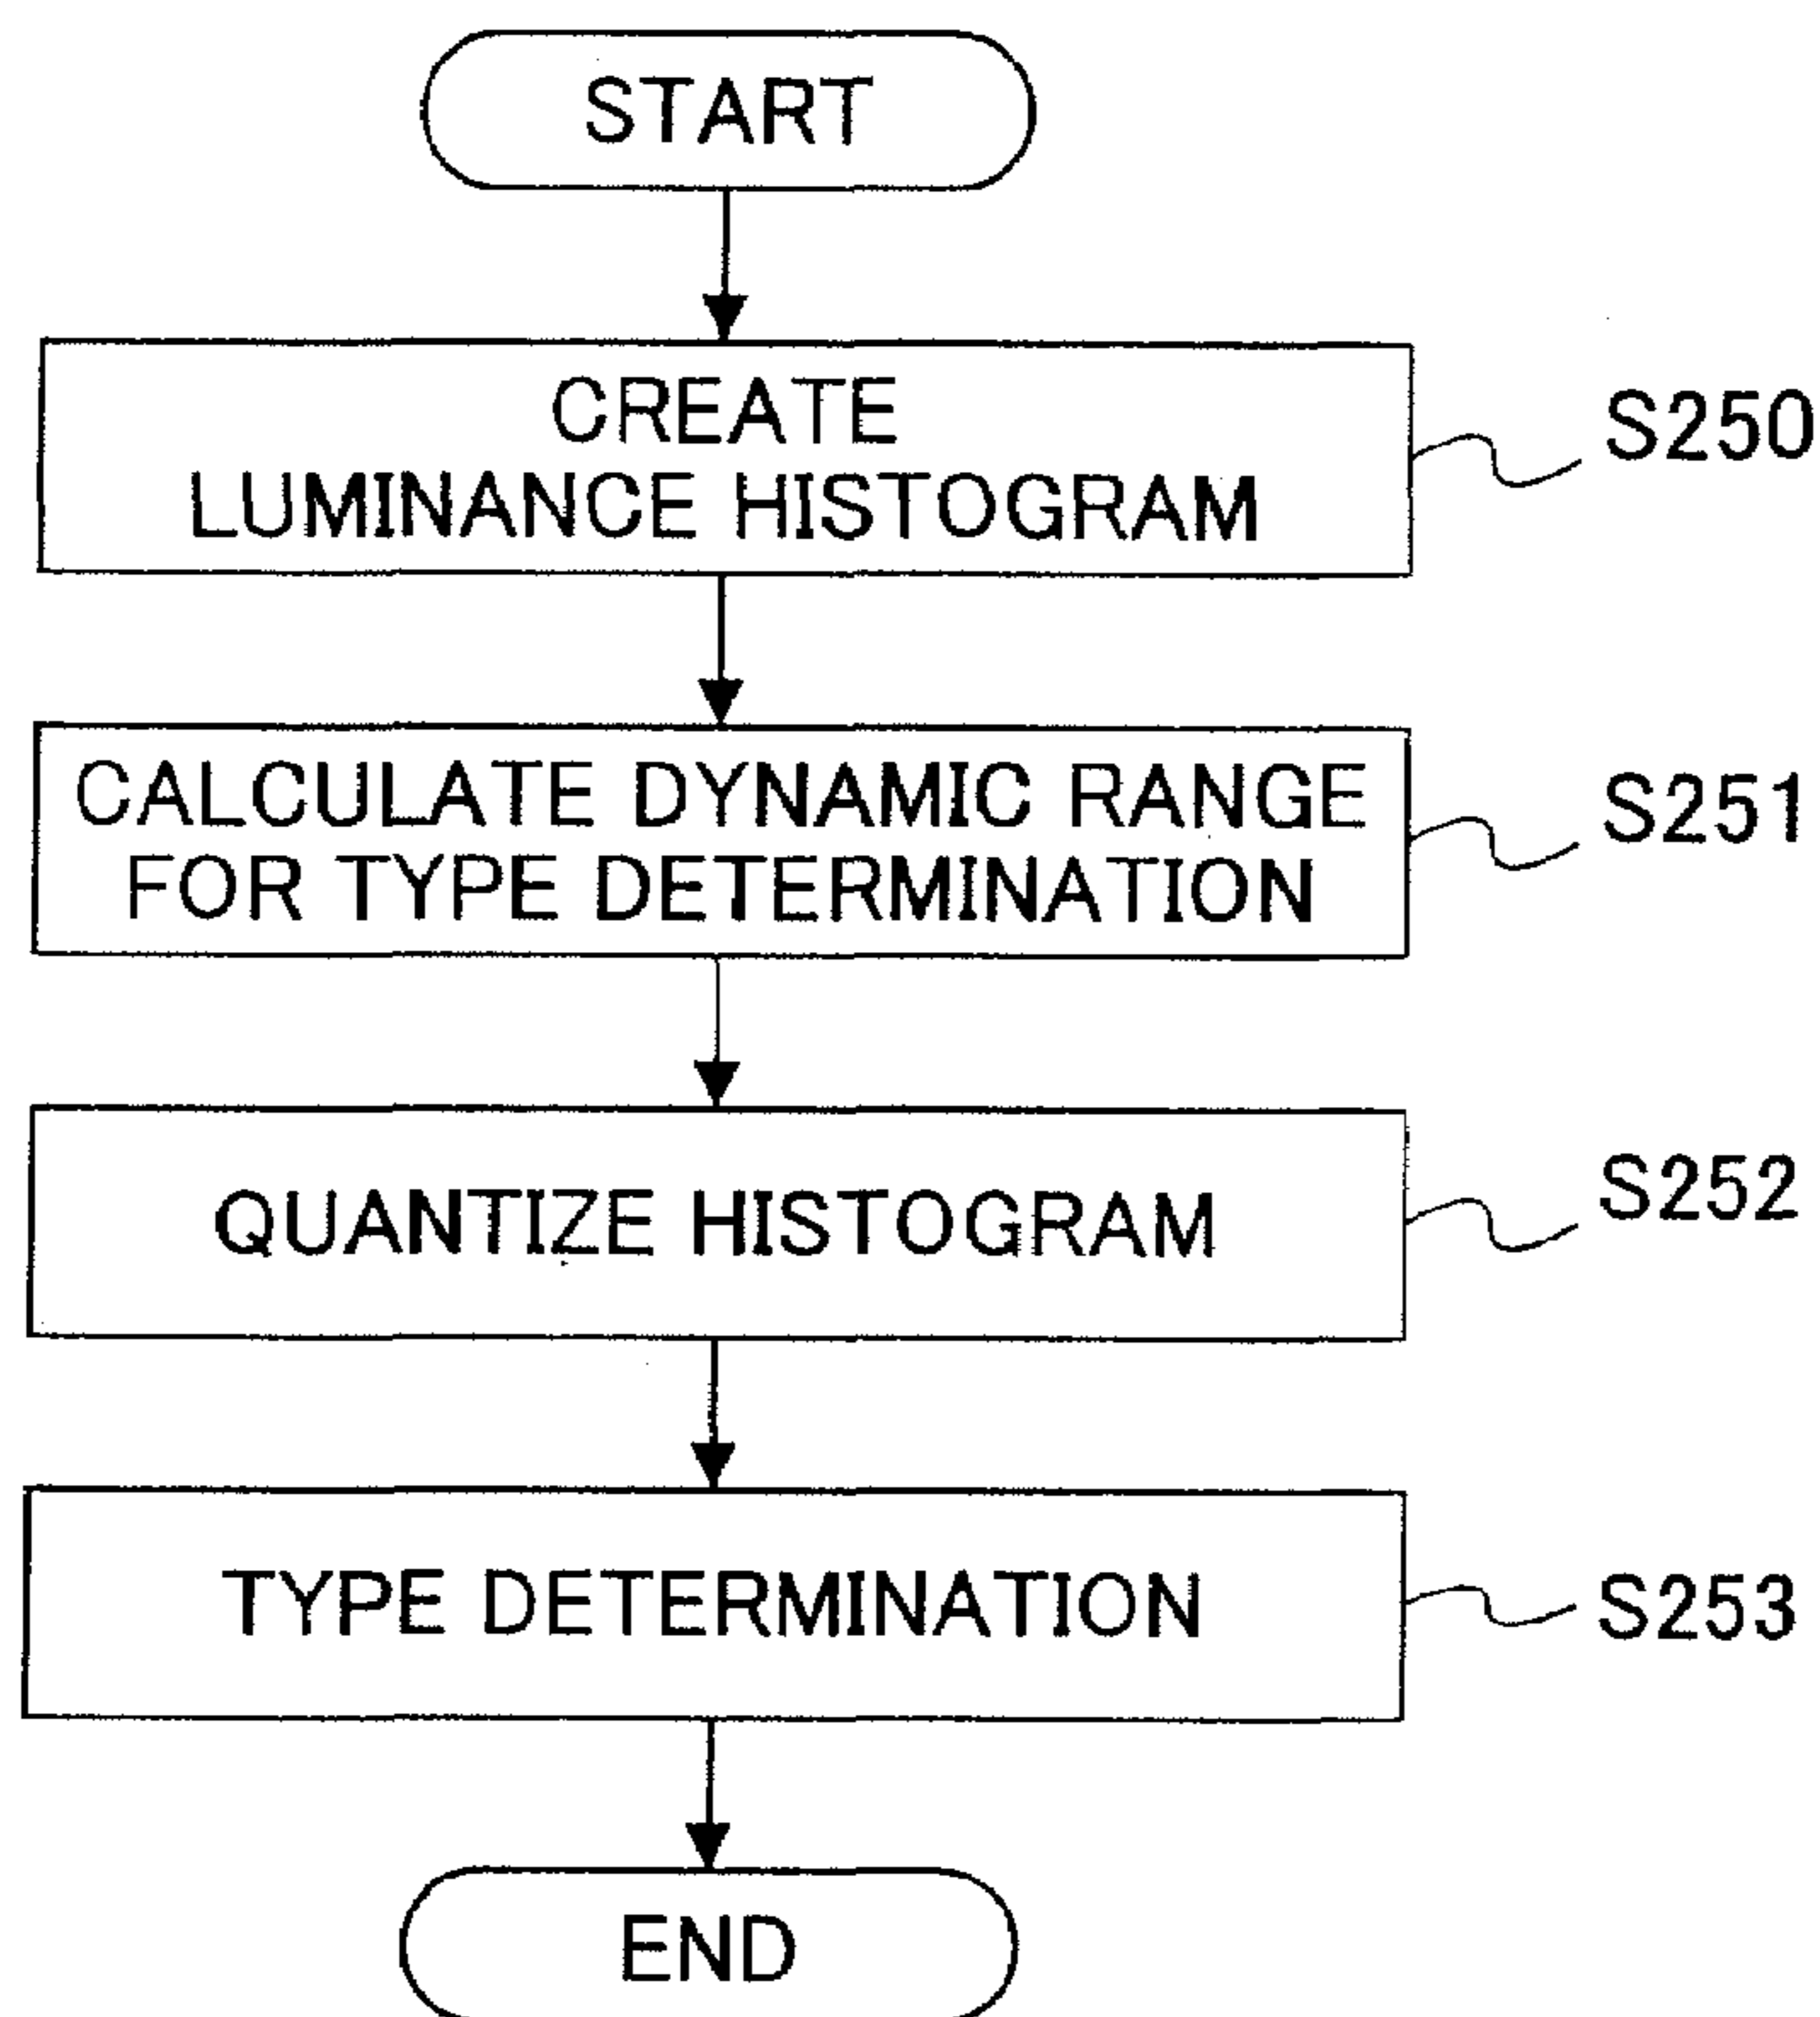 START
CREATE
LUMINANCE HISTOGRAM
S250
CALCULATE DYNAMIC RANGE
FOR TYPE DETERMINATION
S251
QUANTIZE HISTOGRAM
S252
TYPE DETERMINATION
S253
END